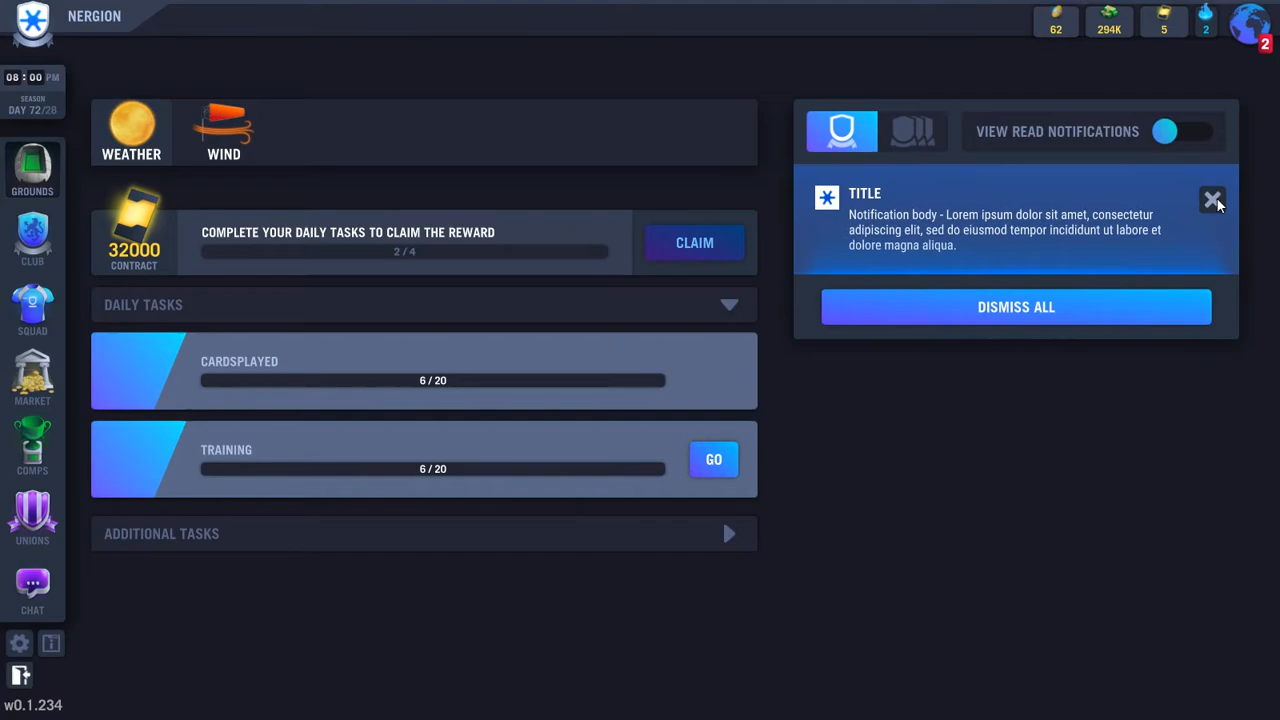 NERGION
62
294K
5
2
2
08 : 00 PM
SEASON
DAY 72/28
GROUNDS
CLUB
SQUAD
MARKET
COMPS
UNIONS
CHAT
w0.1.234
WEATHER
WIND
32000
CONTRACT
COMPLETE YOUR DAILY TASKS TO CLAIM THE REWARD
2 / 4
CLAIM
DAILY TASKS
CARDSPLAYED
6 / 20
TRAINING
6 / 20
GO
ADDITIONAL TASKS
VIEW READ NOTIFICATIONS
TITLE
Notification body - Lorem ipsum dolor sit amet, consectetur
adipiscing elit, sed do eiusmod tempor incididunt ut labore et
dolore magna aliqua.
DISMISS ALL